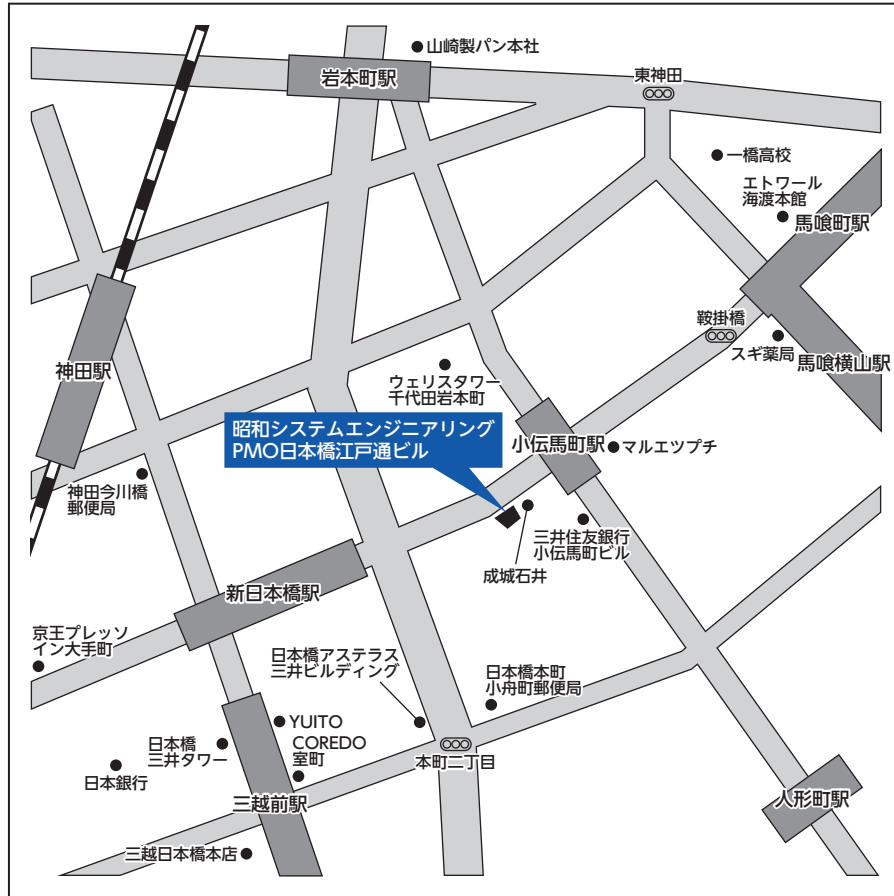 山崎製パン本社
岩本町駅
東神田
一橋高校
エトワール
海渡本館
馬喰町駅
鞍掛橋
スギ薬局
馬喰横山駅
神田駅
ウェリスタワー
千代田岩本町
昭和システムエンジニアリング
PMO日本橋江戸通ビル
小伝馬町駅
マルエツプチ
神田今川橋
郵便局
三井住友銀行
小伝馬町ビル
成城石井
新日本橋駅
京王プレッソ
イン大手町
日本橋アステラス
三井ビルディング
日本橋本町
小舟町郵便局
YUITO
COREDO
室町
日本橋
三井タワー
日本銀行
本町二丁目
三越前駅
人形町駅
三越日本橋本店